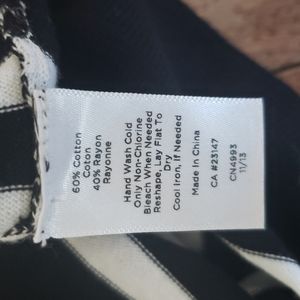 60% Cotton
Coton
40% Rayon
Rayonne
Hand Wash Cold
Only Non-Chlorine
Bleach When Needed
Reshape, Lay Flat To
Dry
Cool Iron, If Needed
Made In China
CA #23147
CN4993
11/13